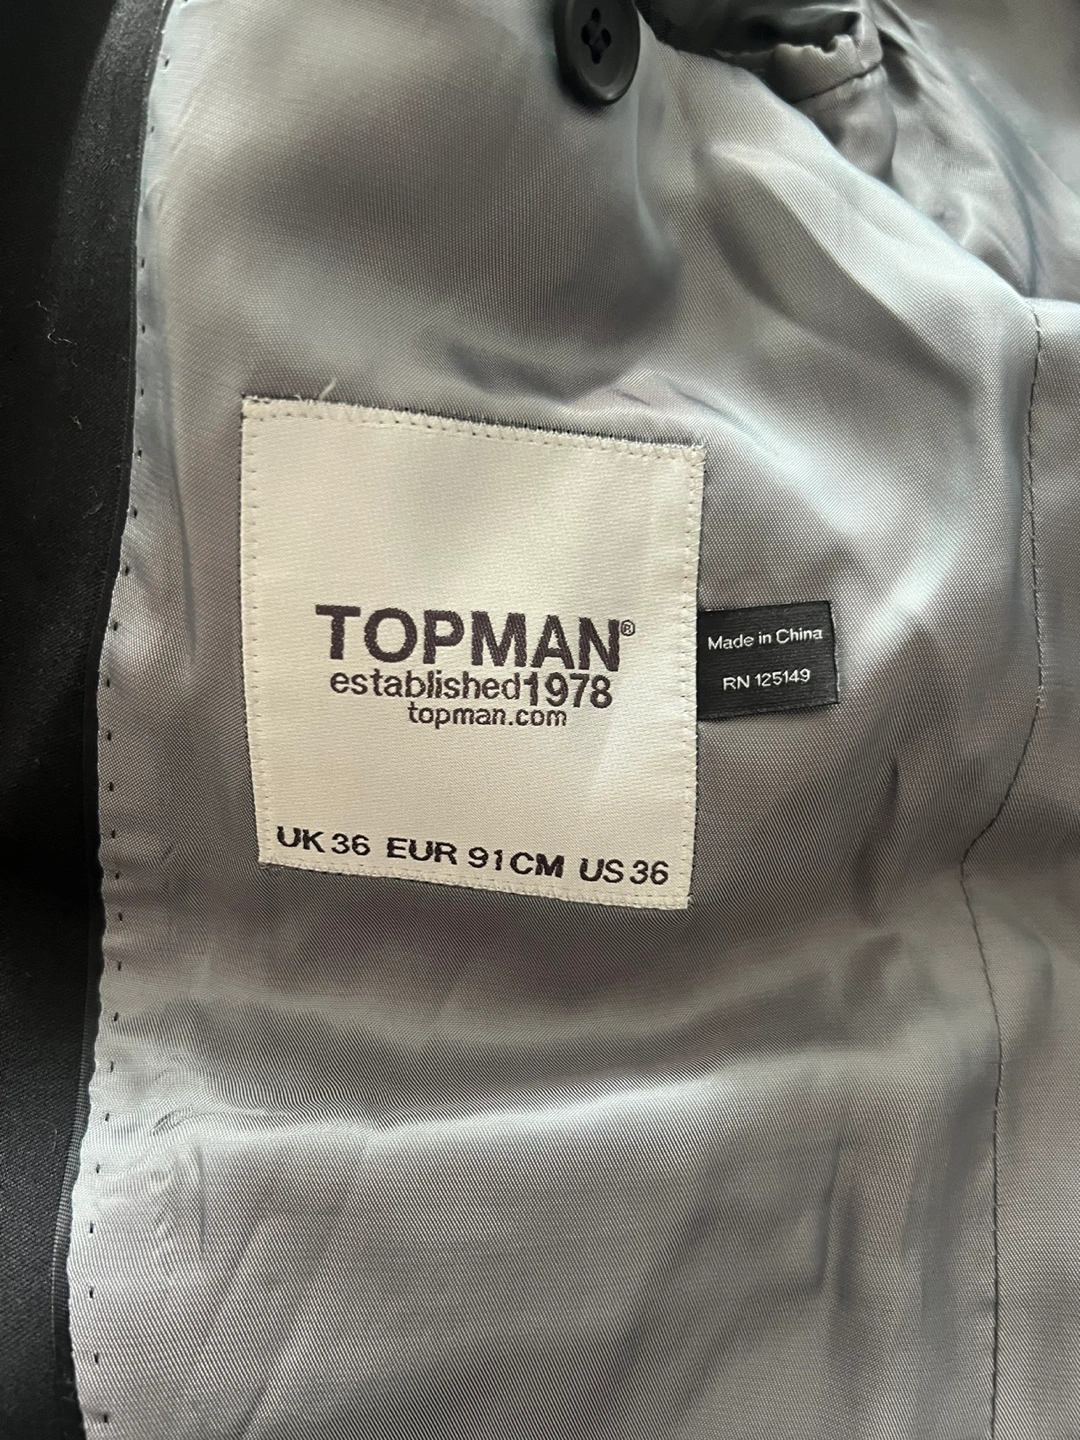 TOPMAN®
established1978
topman.com
UK 36 EUR 91CM US 36
Made in China
RN 125149